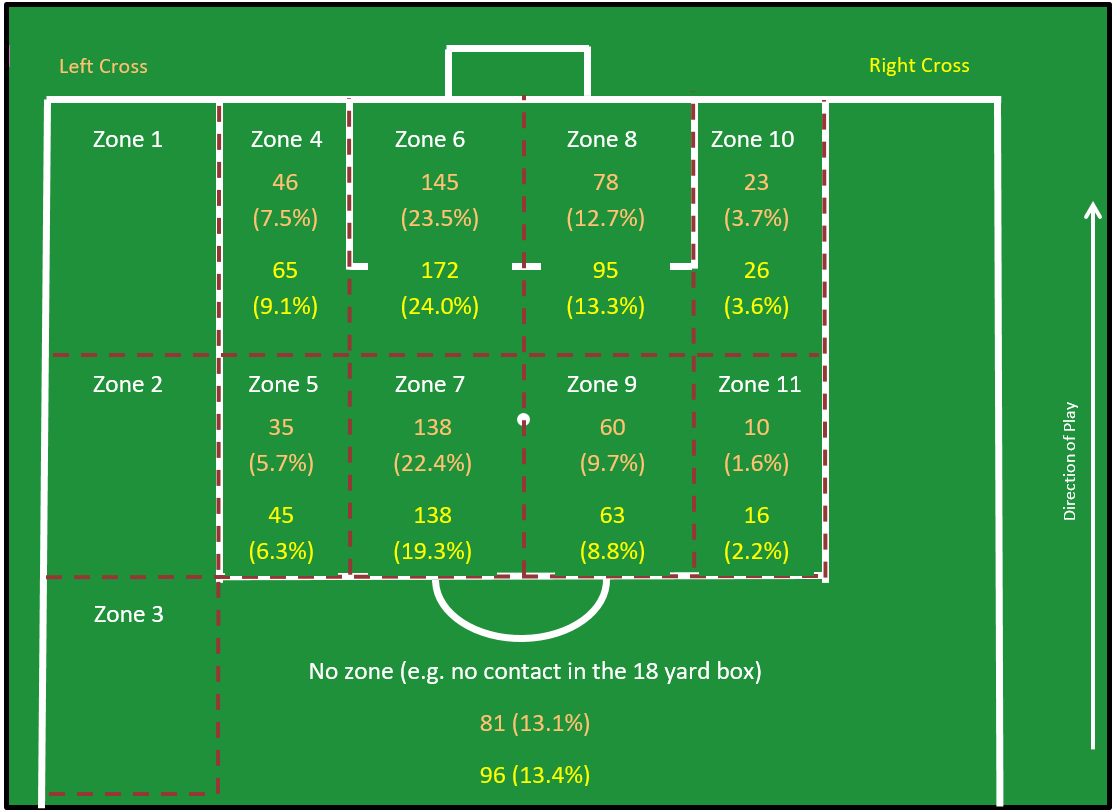 Left Cross
Right Cross
Zone 1
Zone 4
Zone 6
Zone 8
Zone 10
46
145
78
23
(7.5%)
(23.5%)
(12.7%)
(3.7%)
65
172
95
26
(9.1%)
(24.0%)
(13.3%)
(3.6%)
Zone 2
Zone 5
Zone 7
Zone 9
Zone 11
35
138
60
10
(5.7%)
(22.4%)
(9.7%)
(1.6%)
45
138
63
16
(6.3%)
(19.3%)
(8.8%)
(2.2%)
Direction of Play
Zone 3
No zone (e.g. no contact in the 18 yard box)
81 (13.1%)
96 (13.4%)